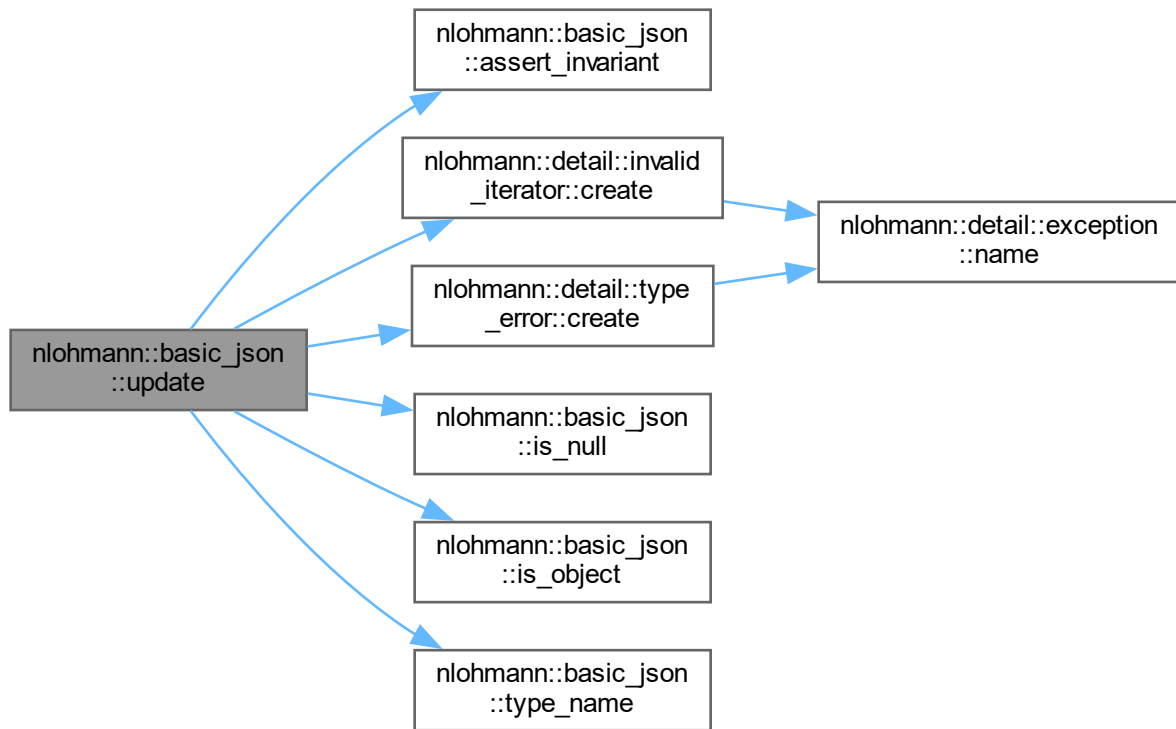 nlohmann::basic_json
::assert_invariant
nlohmann::detail::invalid
_iterator::create
nlohmann::detail::exception
::name
nlohmann::detail::type
_error::create
nlohmann::basic_json
::update
nlohmann::basic_json
::is_null
nlohmann::basic_json
::is_object
nlohmann::basic_json
::type_name